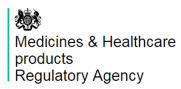 Medicines & Healthcare
products
Regulatory Agency